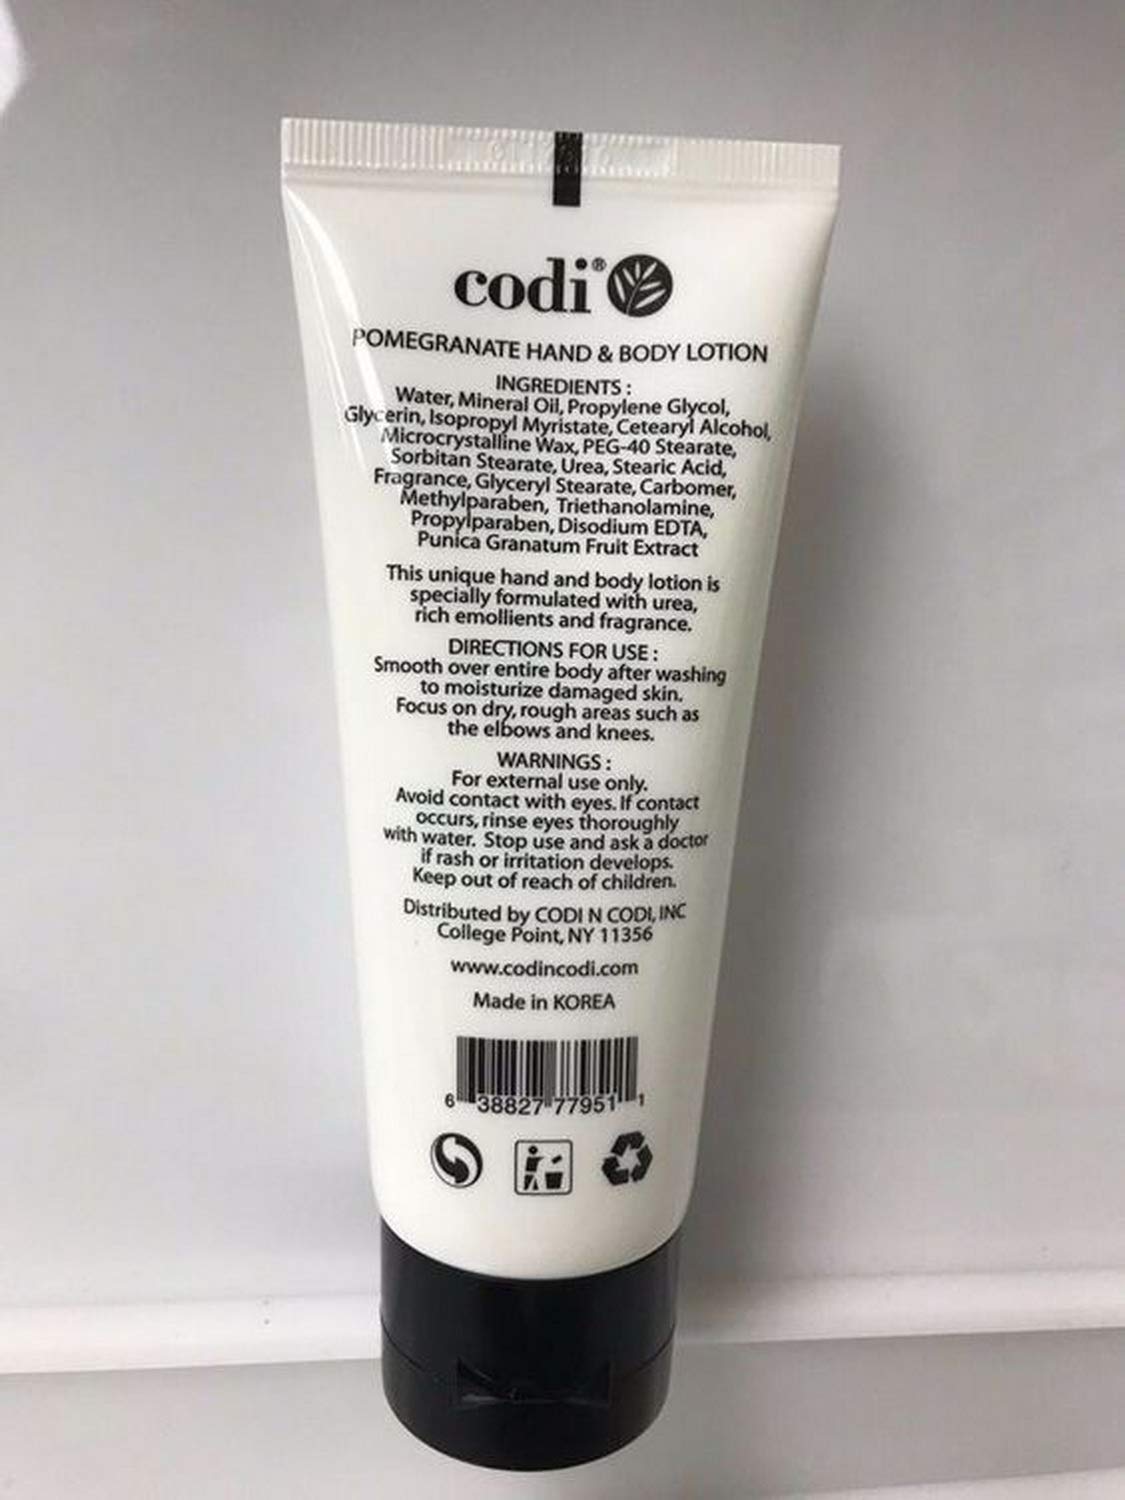 codi®
POMEGRANATE HAND & BODY LOTION
INGREDIENTS :
Water, Mineral Oil, Propylene Glycol,
Glycerin, Isopropyl Myristate, Cetearyl Alcohol,
Microcrystalline Wax, PEG-40 Stearate,
Sorbitan Stearate, Urea, Stearic Acid,
Fragrance, Glyceryl Stearate, Carbomer,
Methylparaben, Triethanolamine,
Propylparaben, Disodium EDTA,
Punica Granatum Fruit Extract
This unique hand and body lotion is
specially formulated with urea,
rich emollients and fragrance.
DIRECTIONS FOR USE :
Smooth over entire body after washing
to moisturize damaged skin.
Focus on dry, rough areas such as
the elbows and knees.
WARNINGS :
For external use only.
Avoid contact with eyes. If contact
occurs, rinse eyes thoroughly
with water. Stop use and ask a doctor
if rash or irritation develops.
Keep out of reach of children.
Distributed by CODI N CODI, INC
College Point, NY 11356
www.codincodi.com
Made in KOREA
6 38827 77951 1